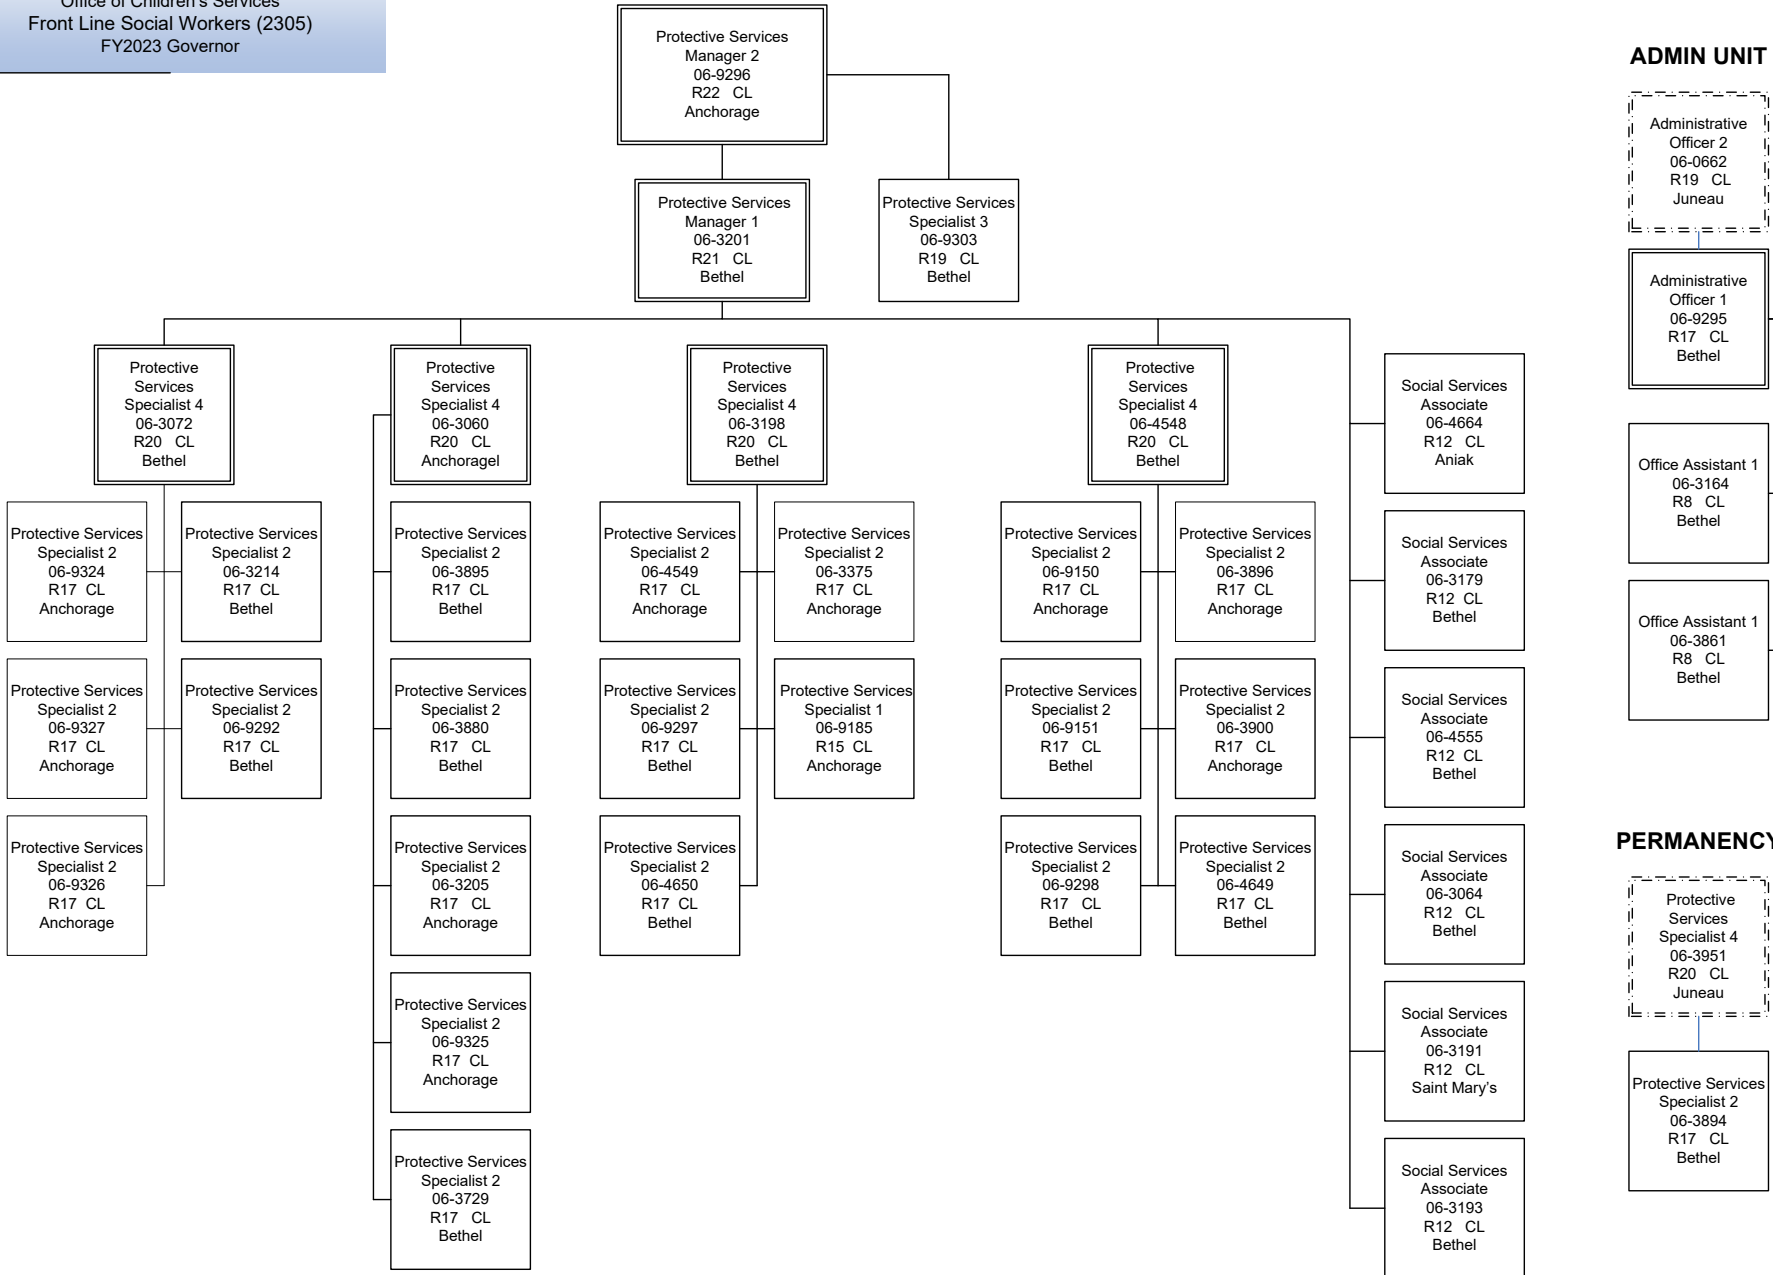 Office of Children's Services
Front Line Social Workers (2305)
FY2023 Governor
Protective Services
Manager 2
06-9296
R22 CL
Anchorage
Protective Services
Manager 1
06-3201
R21 CL
Bethel
Protective Services
Specialist 3
06-9303
R19 CL
Bethel
Protective
Services
Specialist 4
06-3072
R20 CL
Bethel
Protective Services
Specialist 2
06-9324
R17 CL
Anchorage
Protective Services
Specialist 2
06-3214
R17 CL
Bethel
Protective Services
Specialist 2
06-9327
R17 CL
Anchorage
Protective Services
Specialist 2
06-9292
R17 CL
Bethel
Protective Services
Specialist 2
06-9326
R17 CL
Anchorage
Protective
Services
Specialist 4
06-3060
R20 CL
Anchoragel
Protective Services
Specialist 2
06-3895
R17 CL
Bethel
Protective Services
Specialist 2
06-3880
R17 CL
Bethel
Protective Services
Specialist 2
06-3205
R17 CL
Anchorage
Protective Services
Specialist 2
06-9325
R17 CL
Anchorage
Protective Services
Specialist 2
06-3729
R17 CL
Bethel
Protective
Services
Specialist 4
06-3198
R20 CL
Bethel
Protective Services
Specialist 2
06-4549
R17 CL
Anchorage
Protective Services
Specialist 2
06-3375
R17 CL
Anchorage
Protective Services
Specialist 2
06-9297
R17 CL
Bethel
Protective Services
Specialist 1
06-9185
R15 CL
Anchorage
Protective Services
Specialist 2
06-4650
R17 CL
Bethel
Protective
Services
Specialist 4
06-4548
R20 CL
Bethel
Protective Services
Specialist 2
06-9150
R17 CL
Anchorage
Protective Services
Specialist 2
06-3896
R17 CL
Anchorage
Protective Services
Specialist 2
06-9151
R17 CL
Bethel
Protective Services
Specialist 2
06-3900
R17 CL
Anchorage
Protective Services
Specialist 2
06-9298
R17 CL
Bethel
Protective Services
Specialist 2
06-4649
R17 CL
Bethel
Social Services
Associate
06-4664
R12 CL
Aniak
Social Services
Associate
06-3179
R12 CL
Bethel
Social Services
Associate
06-4555
R12 CL
Bethel
Social Services
Associate
06-3064
R12 CL
Bethel
Social Services
Associate
06-3191
R12 CL
Saint Mary's
Social Services
Associate
06-3193
R12 CL
Bethel
ADMIN UNIT
Administrative
Officer 2
06-0662
R19 CL
Juneau
Administrative
Officer 1
06-9295
R17 CL
Bethel
Office Assistant 1
06-3164
R8 CL
Bethel
Office Assistant 1
06-3861
R8 CL
Bethel
PERMANENCY
Protective
Services
Specialist 4
06-3951
R20 CL
Juneau
Protective Services
Specialist 2
06-3894
R17 CL
Bethel